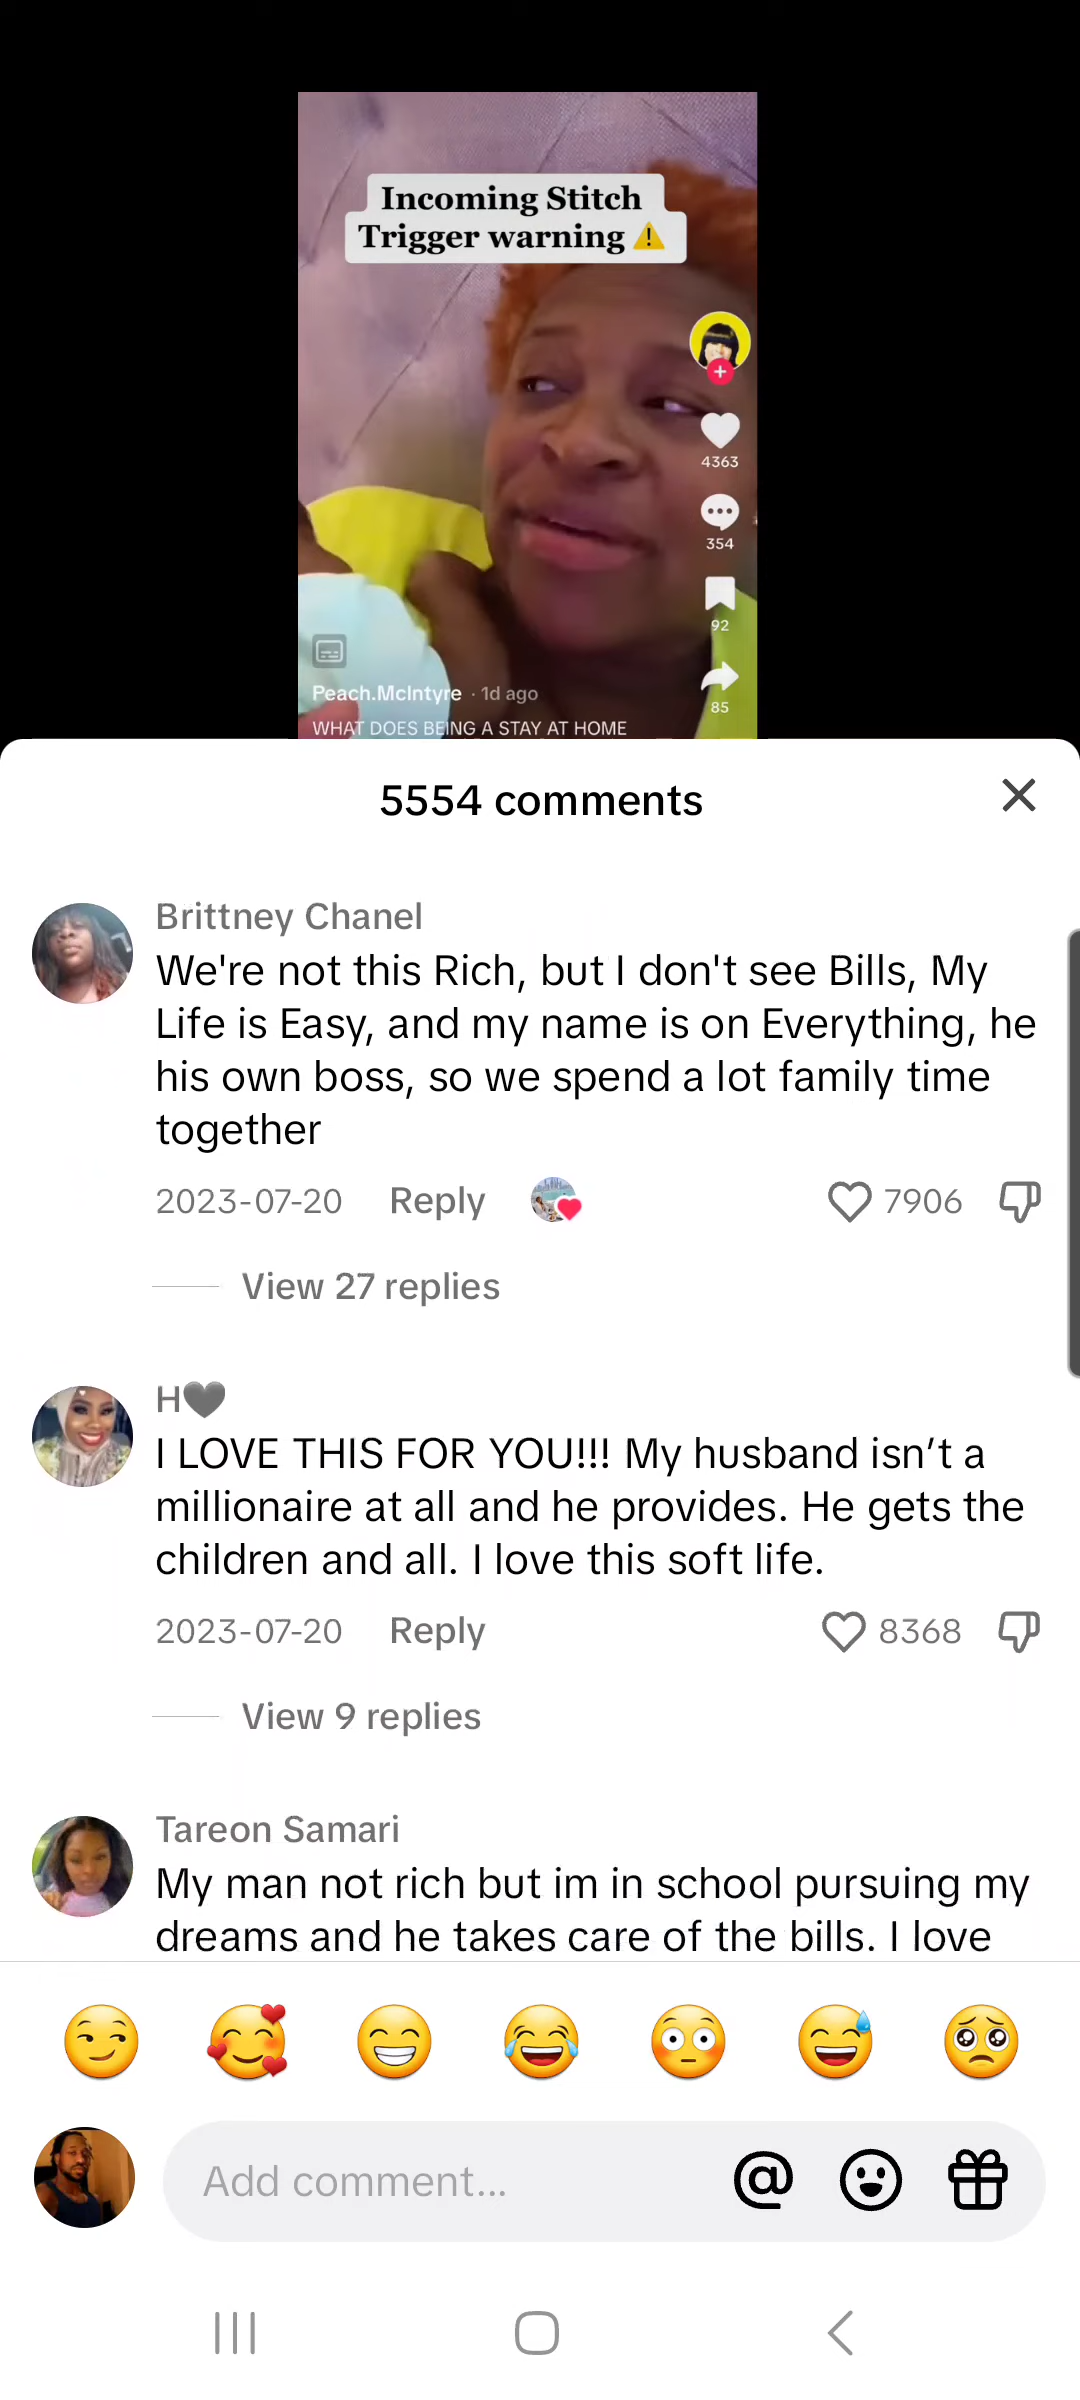 Incoming Stitch
Trigger warning ⚠️
4363
354
92
85
Peach.McIntyre · 1d ago
WHAT DOES BEING A STAY AT HOME
5554 comments
Brittney Chanel
We're not this Rich, but I don't see Bills, My
Life is Easy, and my name is on Everything, he
his own boss, so we spend a lot family time
together
2023-07-20 Reply 7906
View 27 replies
H🖤
I LOVE THIS FOR YOU!!! My husband isn’t a
millionaire at all and he provides. He gets the
children and all. I love this soft life.
2023-07-20 Reply 8368
View 9 replies
Tareon Samari
My man not rich but im in school pursuing my
dreams and he takes care of the bills. I love
Add comment...